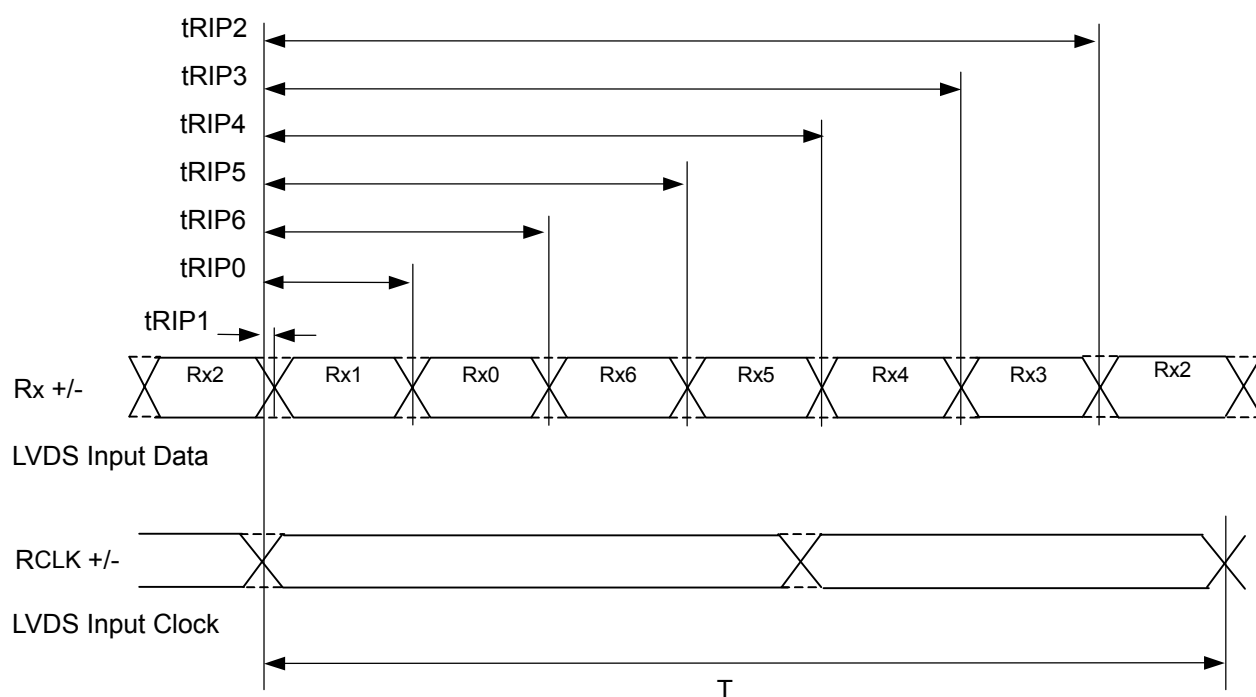 tRIP2
tRIP3
tRIP4
tRIP5
tRIP6
tRIP0
tRIP1
Rx +/- Rx2 Rx1 Rx0 Rx6 Rx5 Rx4 Rx3 Rx2
LVDS Input Data
RCLK +/-
LVDS Input Clock
T